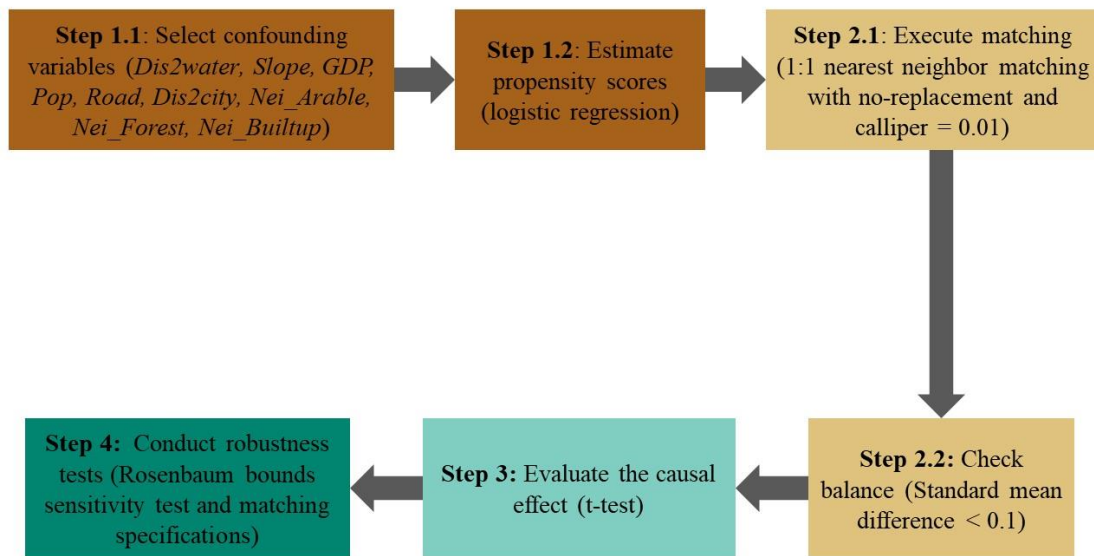 Step 1.1: Select confounding
variables (Dis2water, Slope, GDP,
Pop, Road, Dis2city, Nei_Arable,
Nei_Forest, Nei_Builtup)
Step 1.2: Estimate
propensity scores
(logistic regression)
Step 2.1: Execute matching
(1:1 nearest neighbor matching
with no-replacement and
calliper = 0.01)
Step 2.2: Check
balance (Standard mean
difference < 0.1)
Step 3: Evaluate the causal
effect (t-test)
Step 4: Conduct robustness
tests (Rosenbaum bounds
sensitivity test and matching
specifications)